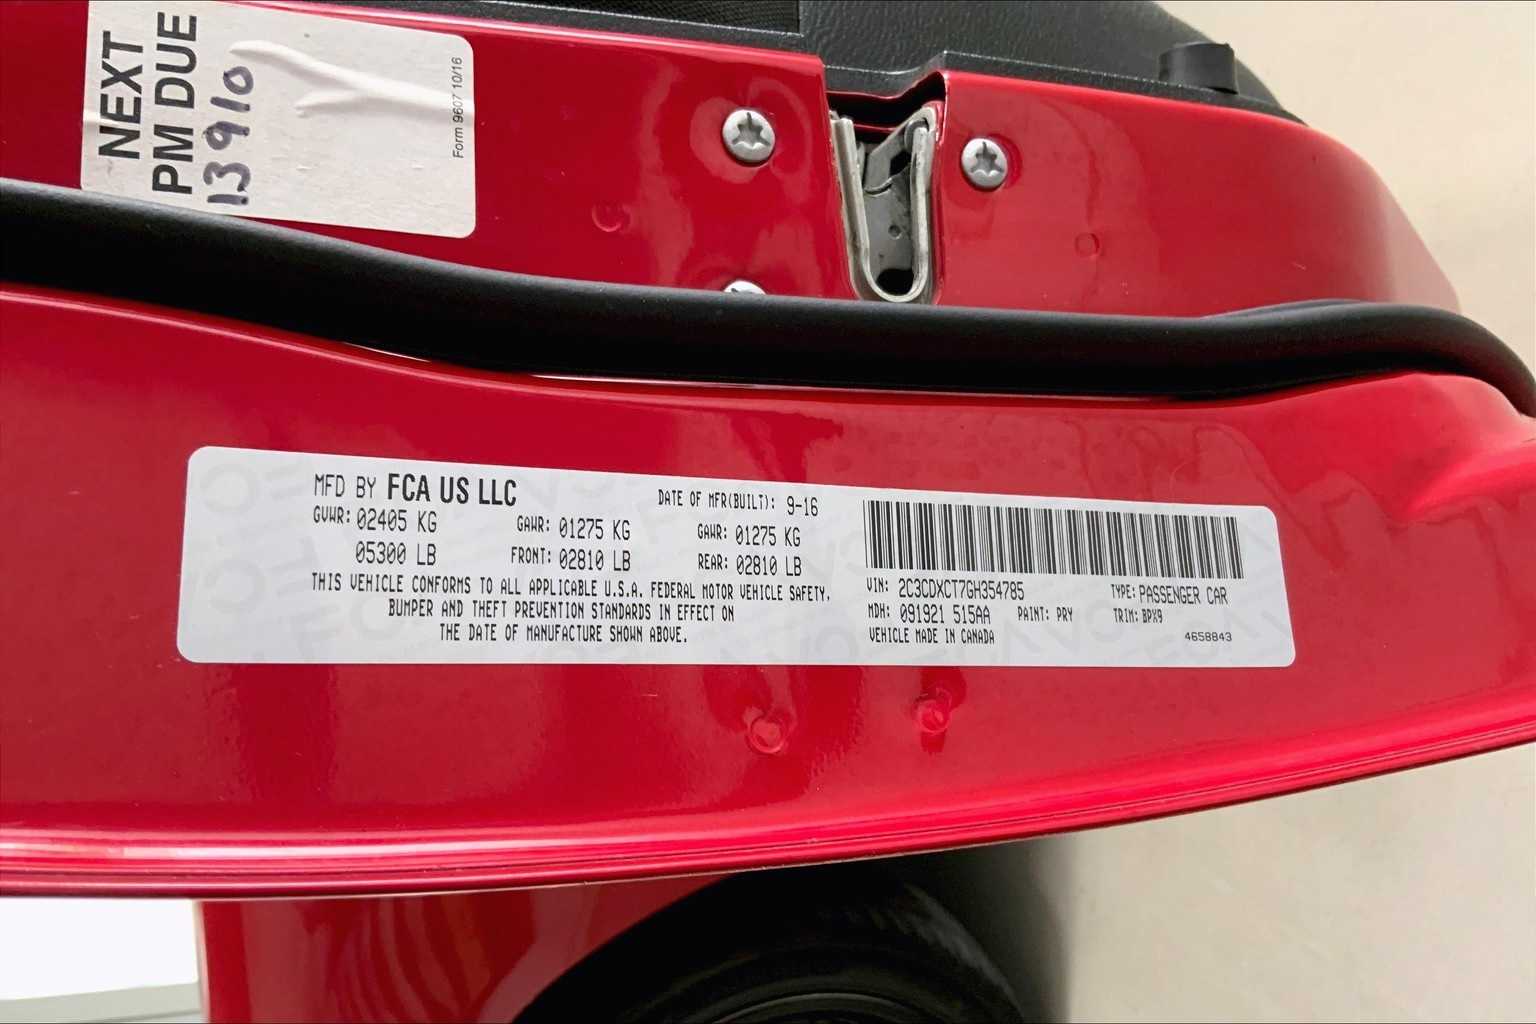 NEXT
PM DUE
13910
Form 9607 10/16
MFD BY FCA US LLC
DATE OF MFR(BUILT): 9-16
GVWR: 02405 KG
GAWR: 01275 KG
GAWR: 01275 KG
05300 LB
FRONT: 02810 LB
REAR: 02810 LB
THIS VEHICLE CONFORMS TO ALL APPLICABLE U.S.A. FEDERAL MOTOR VEHICLE SAFETY,
BUMPER AND THEFT PREVENTION STANDARDS IN EFFECT ON
THE DATE OF MANUFACTURE SHOWN ABOVE.
VIN: 2C3CDXCT7GH354785
TYPE: PASSENGER CAR
MDH: 091921 515AA
PAINT: PRY
TRIM: BPX9
VEHICLE MADE IN CANADA
4658843